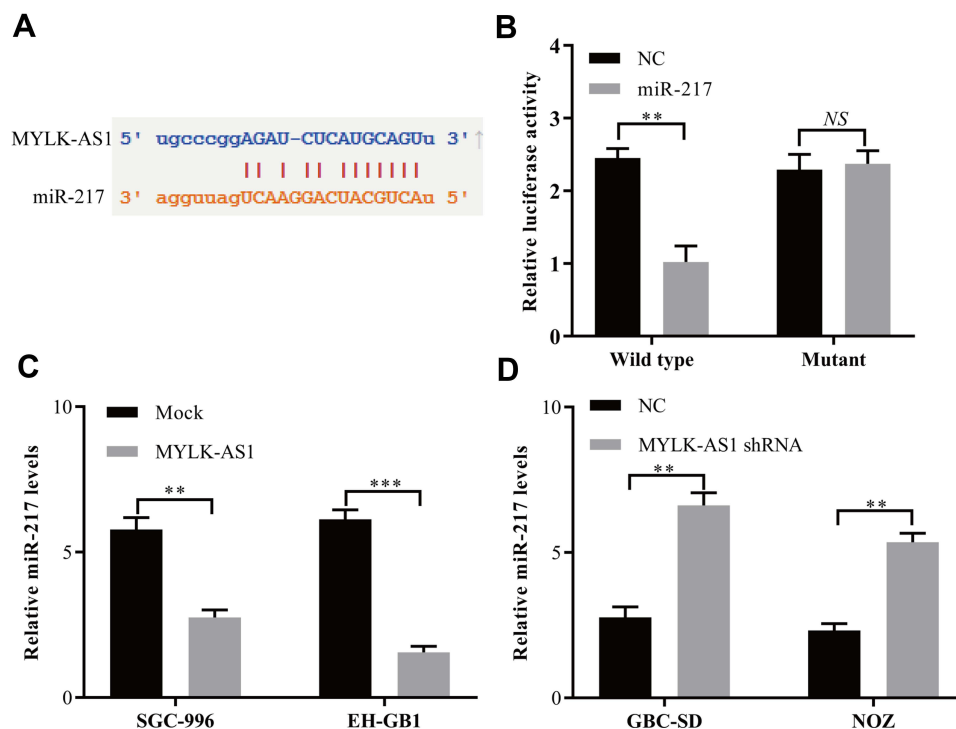 A
MYLK-AS1 5' ugcccggAGAU-CUCAUGCAGUu 3' ↑
miR-217 3' agguuagUCAAGGACUACGUCAu 5'
B
NC
miR-217
Relative luciferase activity
4
3
2
1
0
**
NS
Wild type Mutant
C
Mock
MYLK-AS1
Relative miR-217 levels
10
5
0
**
***
SGC-996 EH-GB1
D
NC
MYLK-AS1 shRNA
Relative miR-217 levels
10
5
0
**
**
GBC-SD NOZ